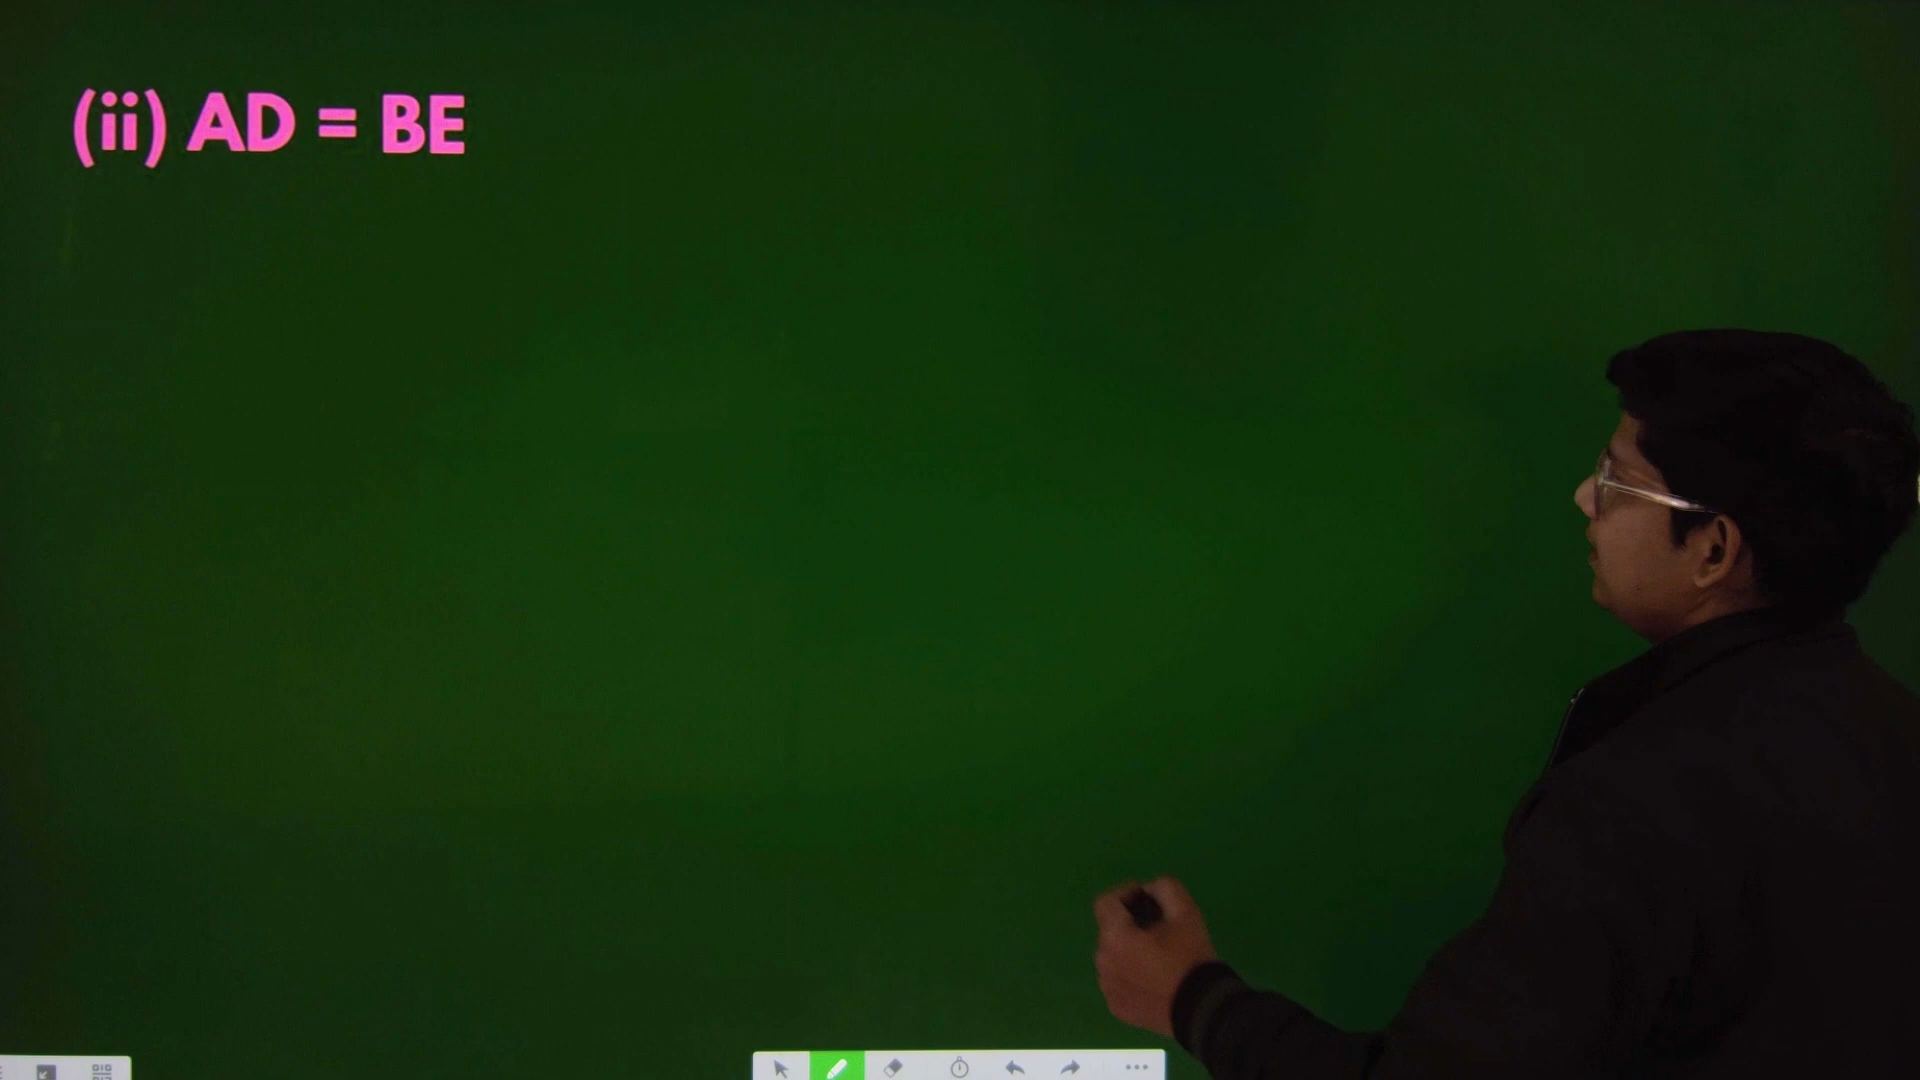 (ii) AD = BE